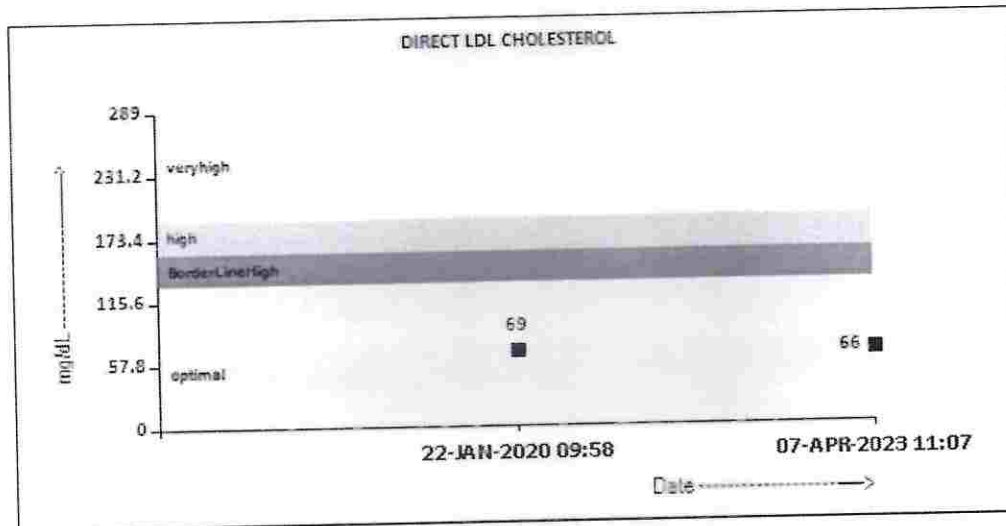 DIRECT LDL CHOLESTEROL
289
231.2
173.4
115.6
57.8
0
mg/dL
veryhigh
high
BorderLineHigh
optimal
69
66
22-JAN-2020 09:58
07-APR-2023 11:07
Date